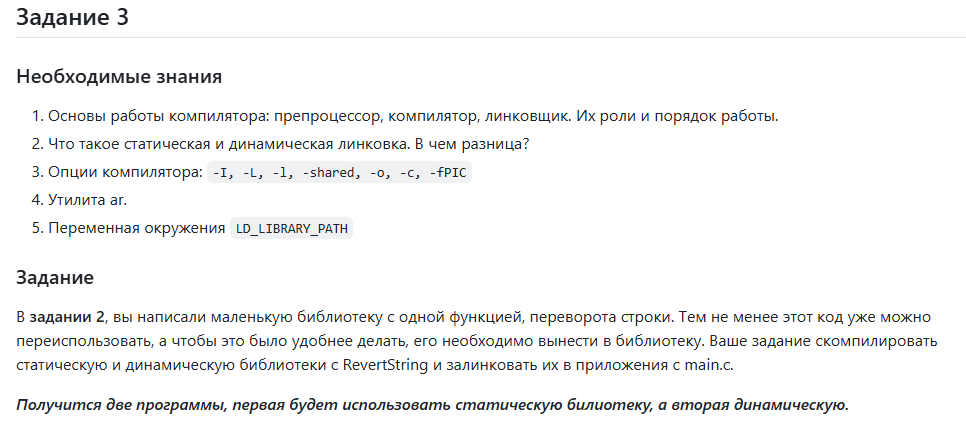 Задание 3
Необходимые знания
1. Основы работы компилятора: препроцессор, компилятор, линковщик. Их роли и порядок работы.
2. Что такое статическая и динамическая линковка. В чем разница?
3. Опции компилятора: -I, -L, -l, -shared, -o, -c, -fPIC
4. Утилита ar.
5. Переменная окружения LD_LIBRARY_PATH
Задание
В задании 2, вы написали маленькую библиотеку с одной функцией, переворота строки. Тем не менее этот код уже можно
переиспользовать, а чтобы это было удобнее делать, его необходимо вынести в библиотеку. Ваше задание скомпилировать
статическую и динамическую библиотеки с RevertString и залинковать их в приложения с main.c.
Получится две программы, первая будет использовать статическую билиотеку, а вторая динамическую.